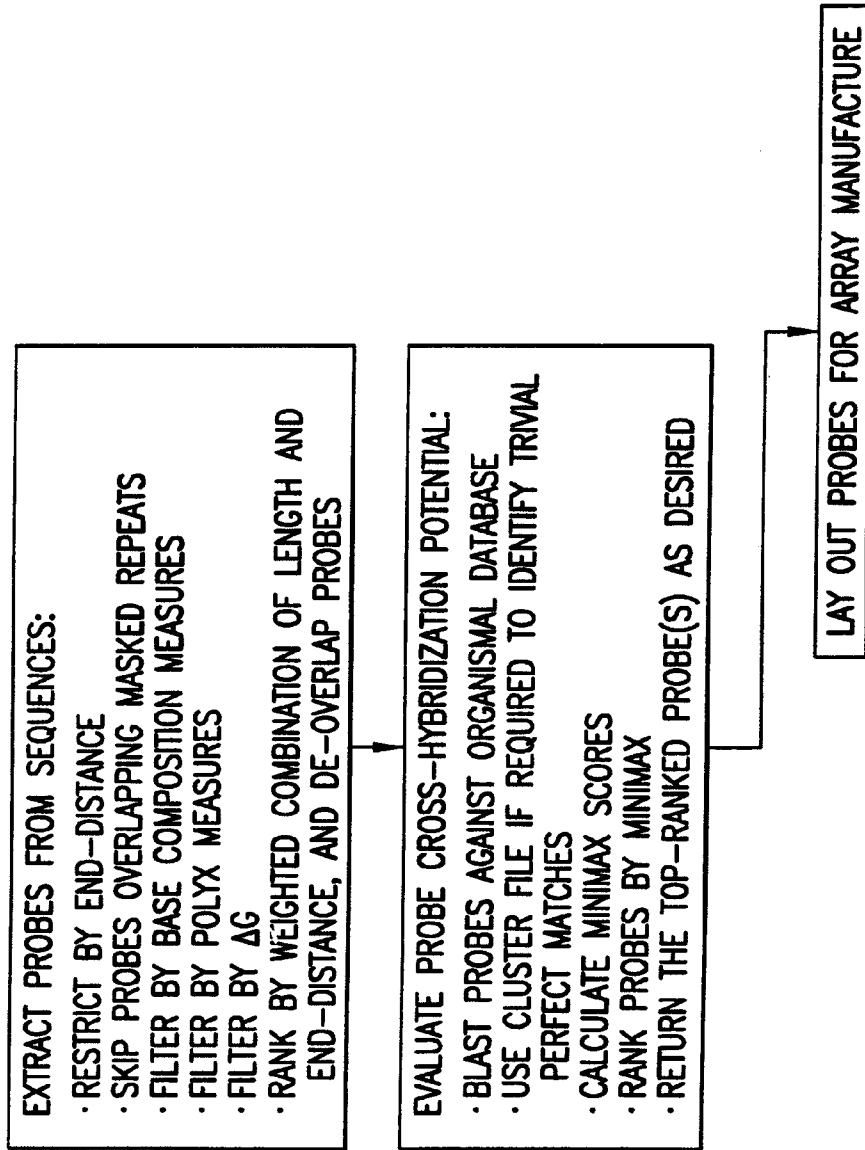 EXTRACT PROBES FROM SEQUENCES:
· RESTRICT BY END-DISTANCE
· SKIP PROBES OVERLAPPING MASKED REPEATS
· FILTER BY BASE COMPOSITION MEASURES
· FILTER BY POLYX MEASURES
· FILTER BY ΔG
· RANK BY WEIGHTED COMBINATION OF LENGTH AND
END-DISTANCE, AND DE-OVERLAP PROBES
EVALUATE PROBE CROSS-HYBRIDIZATION POTENTIAL:
· BLAST PROBES AGAINST ORGANISMAL DATABASE
· USE CLUSTER FILE IF REQUIRED TO IDENTIFY TRIVIAL
PERFECT MATCHES
· CALCULATE MINIMAX SCORES
· RANK PROBES BY MINIMAX
· RETURN THE TOP-RANKED PROBE(S) AS DESIRED
LAY OUT PROBES FOR ARRAY MANUFACTURE